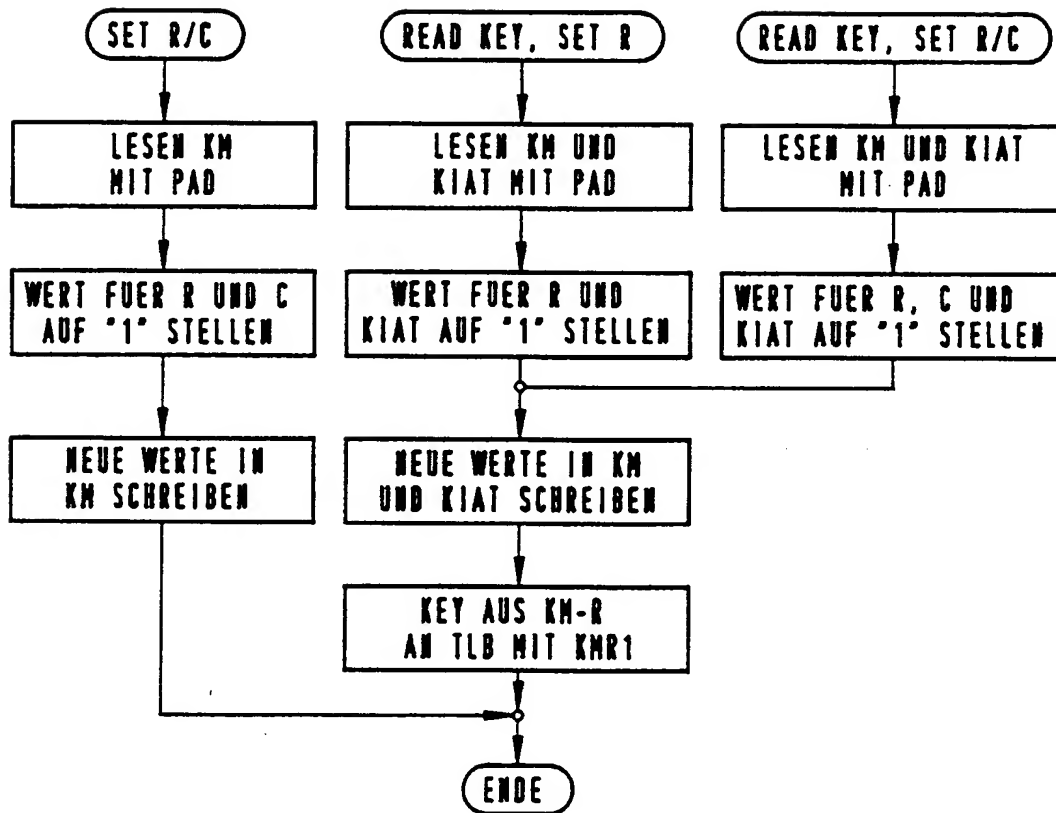 SET R/C
READ KEY, SET R
READ KEY, SET R/C
LESEN KM
MIT PAD
LESEN KM UND
KIAT MIT PAD
LESEN KM UND KIAT
MIT PAD
WERT FUER R UND C
AUF "1" STELLEN
WERT FUER R UND
KIAT AUF "1" STELLEN
WERT FUER R, C UND
KIAT AUF "1" STELLEN
NEUE WERTE IN
KM SCHREIBEN
NEUE WERTE IN KM
UND KIAT SCHREIBEN
KEY AUS KM-R
AN TLB MIT KMR1
ENDE